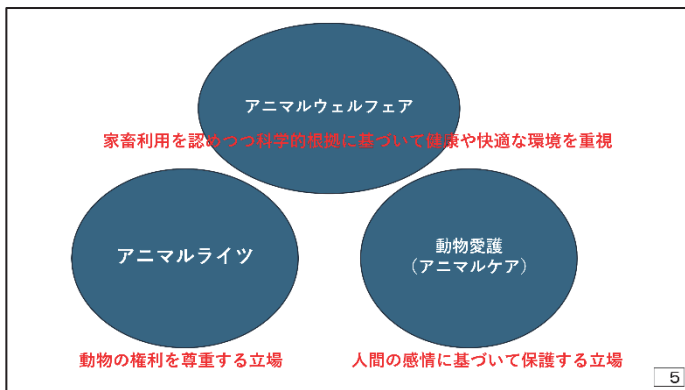 アニマルウェルフェア
家畜利用を認めつつ科学的根拠に基づいて健康や快適な環境を重視
アニマルライツ
動物愛護
（アニマルケア）
動物の権利を尊重する立場
人間の感情に基づいて保護する立場
5